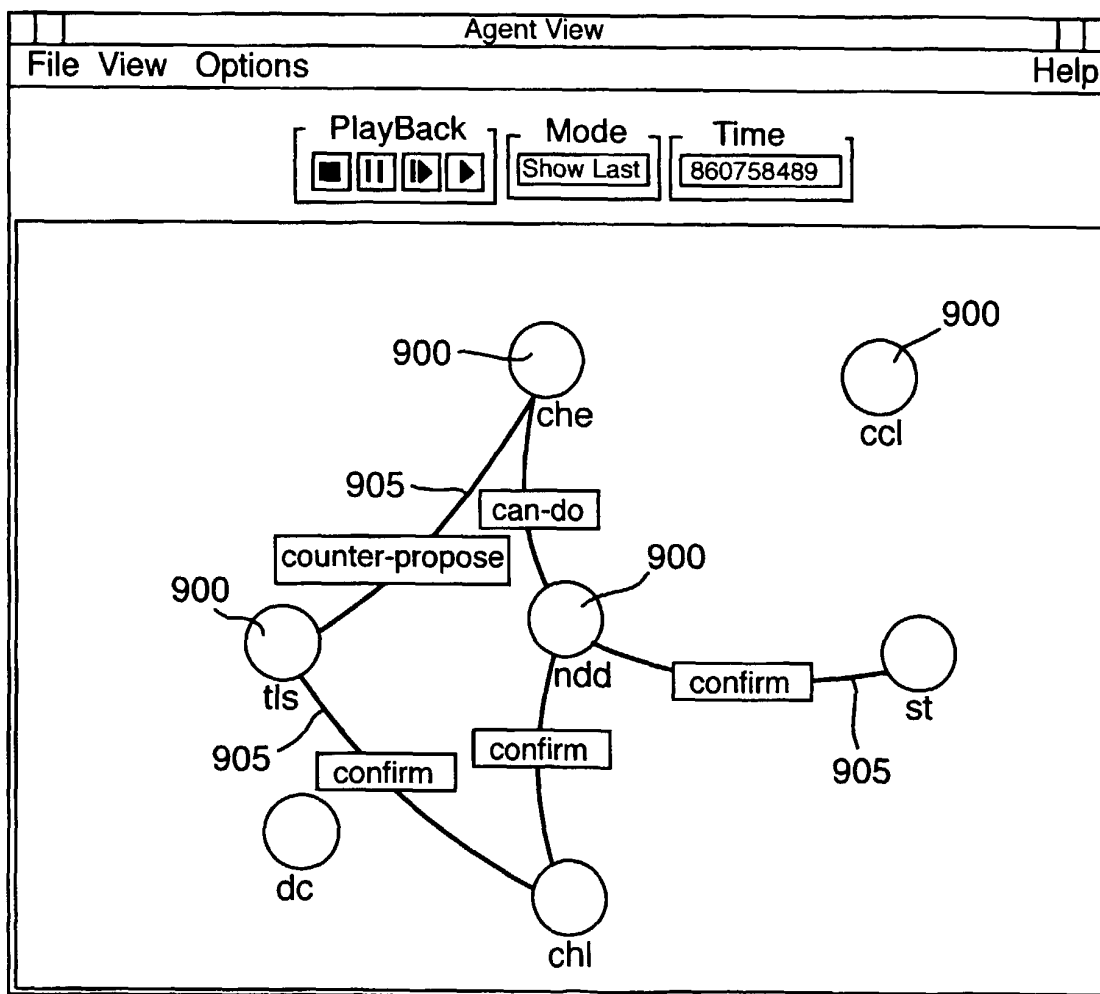 Agent View
File View Options Help
PlayBack Mode Time
Show Last 860758489
900
900
che
ccl
905
can-do
counter-propose
900
900
tls
ndd
confirm
st
905
confirm
905
confirm
dc
chl